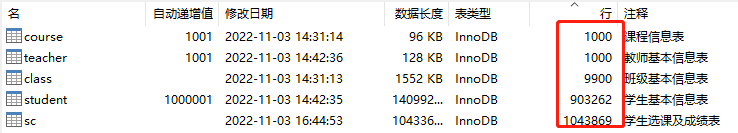 名 自动递增值 修改日期 数据长度 表类型 行 注释
course 1001 2022-11-03 14:31:14 96 KB InnoDB 1000 课程信息表
teacher 1001 2022-11-03 14:42:36 128 KB InnoDB 1000 教师基本信息表
class 2022-11-03 14:31:13 1552 KB InnoDB 9900 班级基本信息表
student 1000001 2022-11-03 14:42:35 140992... InnoDB 903262 学生基本信息表
sc 2022-11-03 16:44:53 104336... InnoDB 1043869 学生选课及成绩表